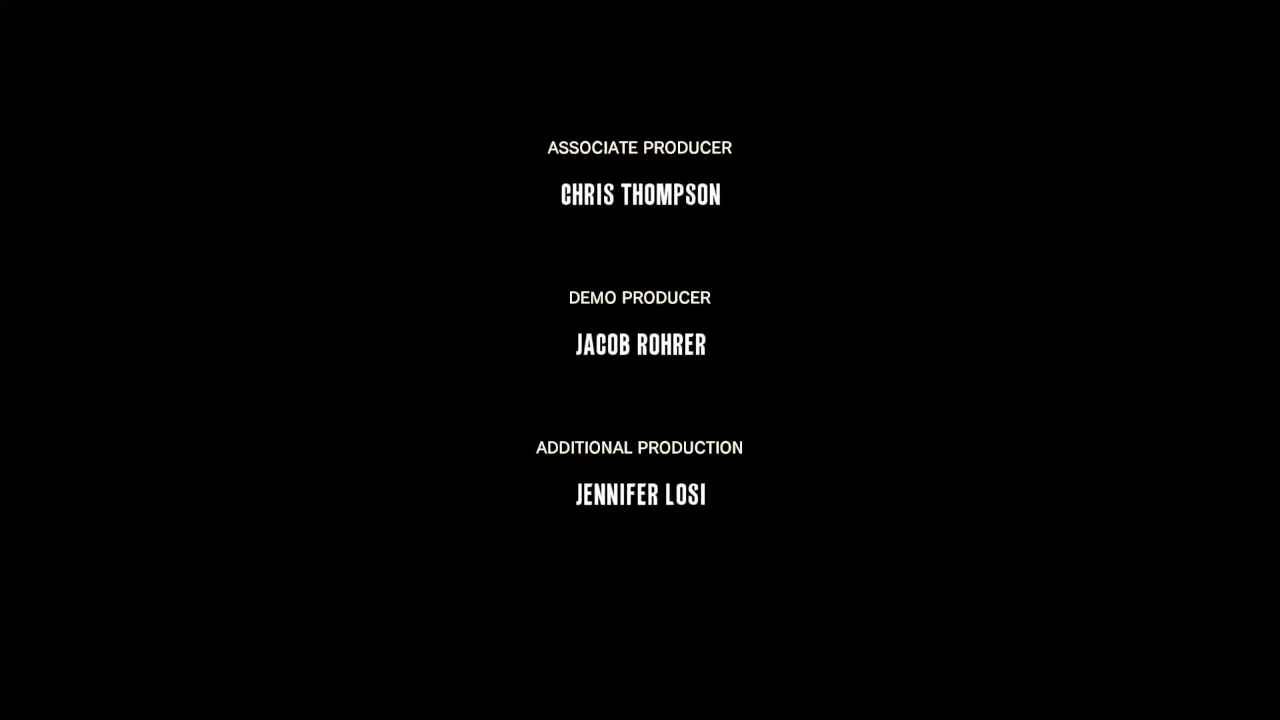 ASSOCIATE PRODUCER
CHRIS THOMPSON
DEMO PRODUCER
JACOB ROHRER
ADDITIONAL PRODUCTION
JENNIFER LOSI